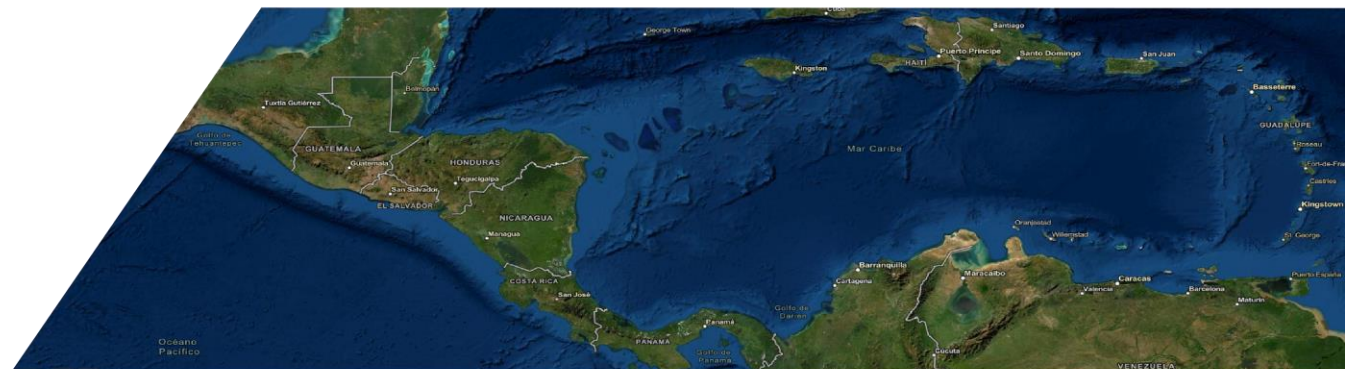 Cuba
George Town
Santiago
Puerto Príncipe
Santo Domingo
San Juan
HAITÍ
Kingston
Belmopán
Basseterre
Tuxtla Gutiérrez
GUADALUPE
Golfo de
Tehuantepec
Roseau
GUATEMALA
Mar Caribe
HONDURAS
Guatemala
Fort-de-Fran
Tegucigalpa
San Salvador
Castries
EL SALVADOR
Kingstown
NICARAGUA
Oranjestad
Managua
Willemstad
St. George
Barranquilla
Maracaibo
Caracas
Puerto España
COSTA RICA
Cartagena
Valencia
Barcelona
San José
Maturín
Golfo de
Darién
Panamá
PANAMÁ
Océano
Pacífico
Golfo de
Panamá
Cúcuta
VENEZUELA